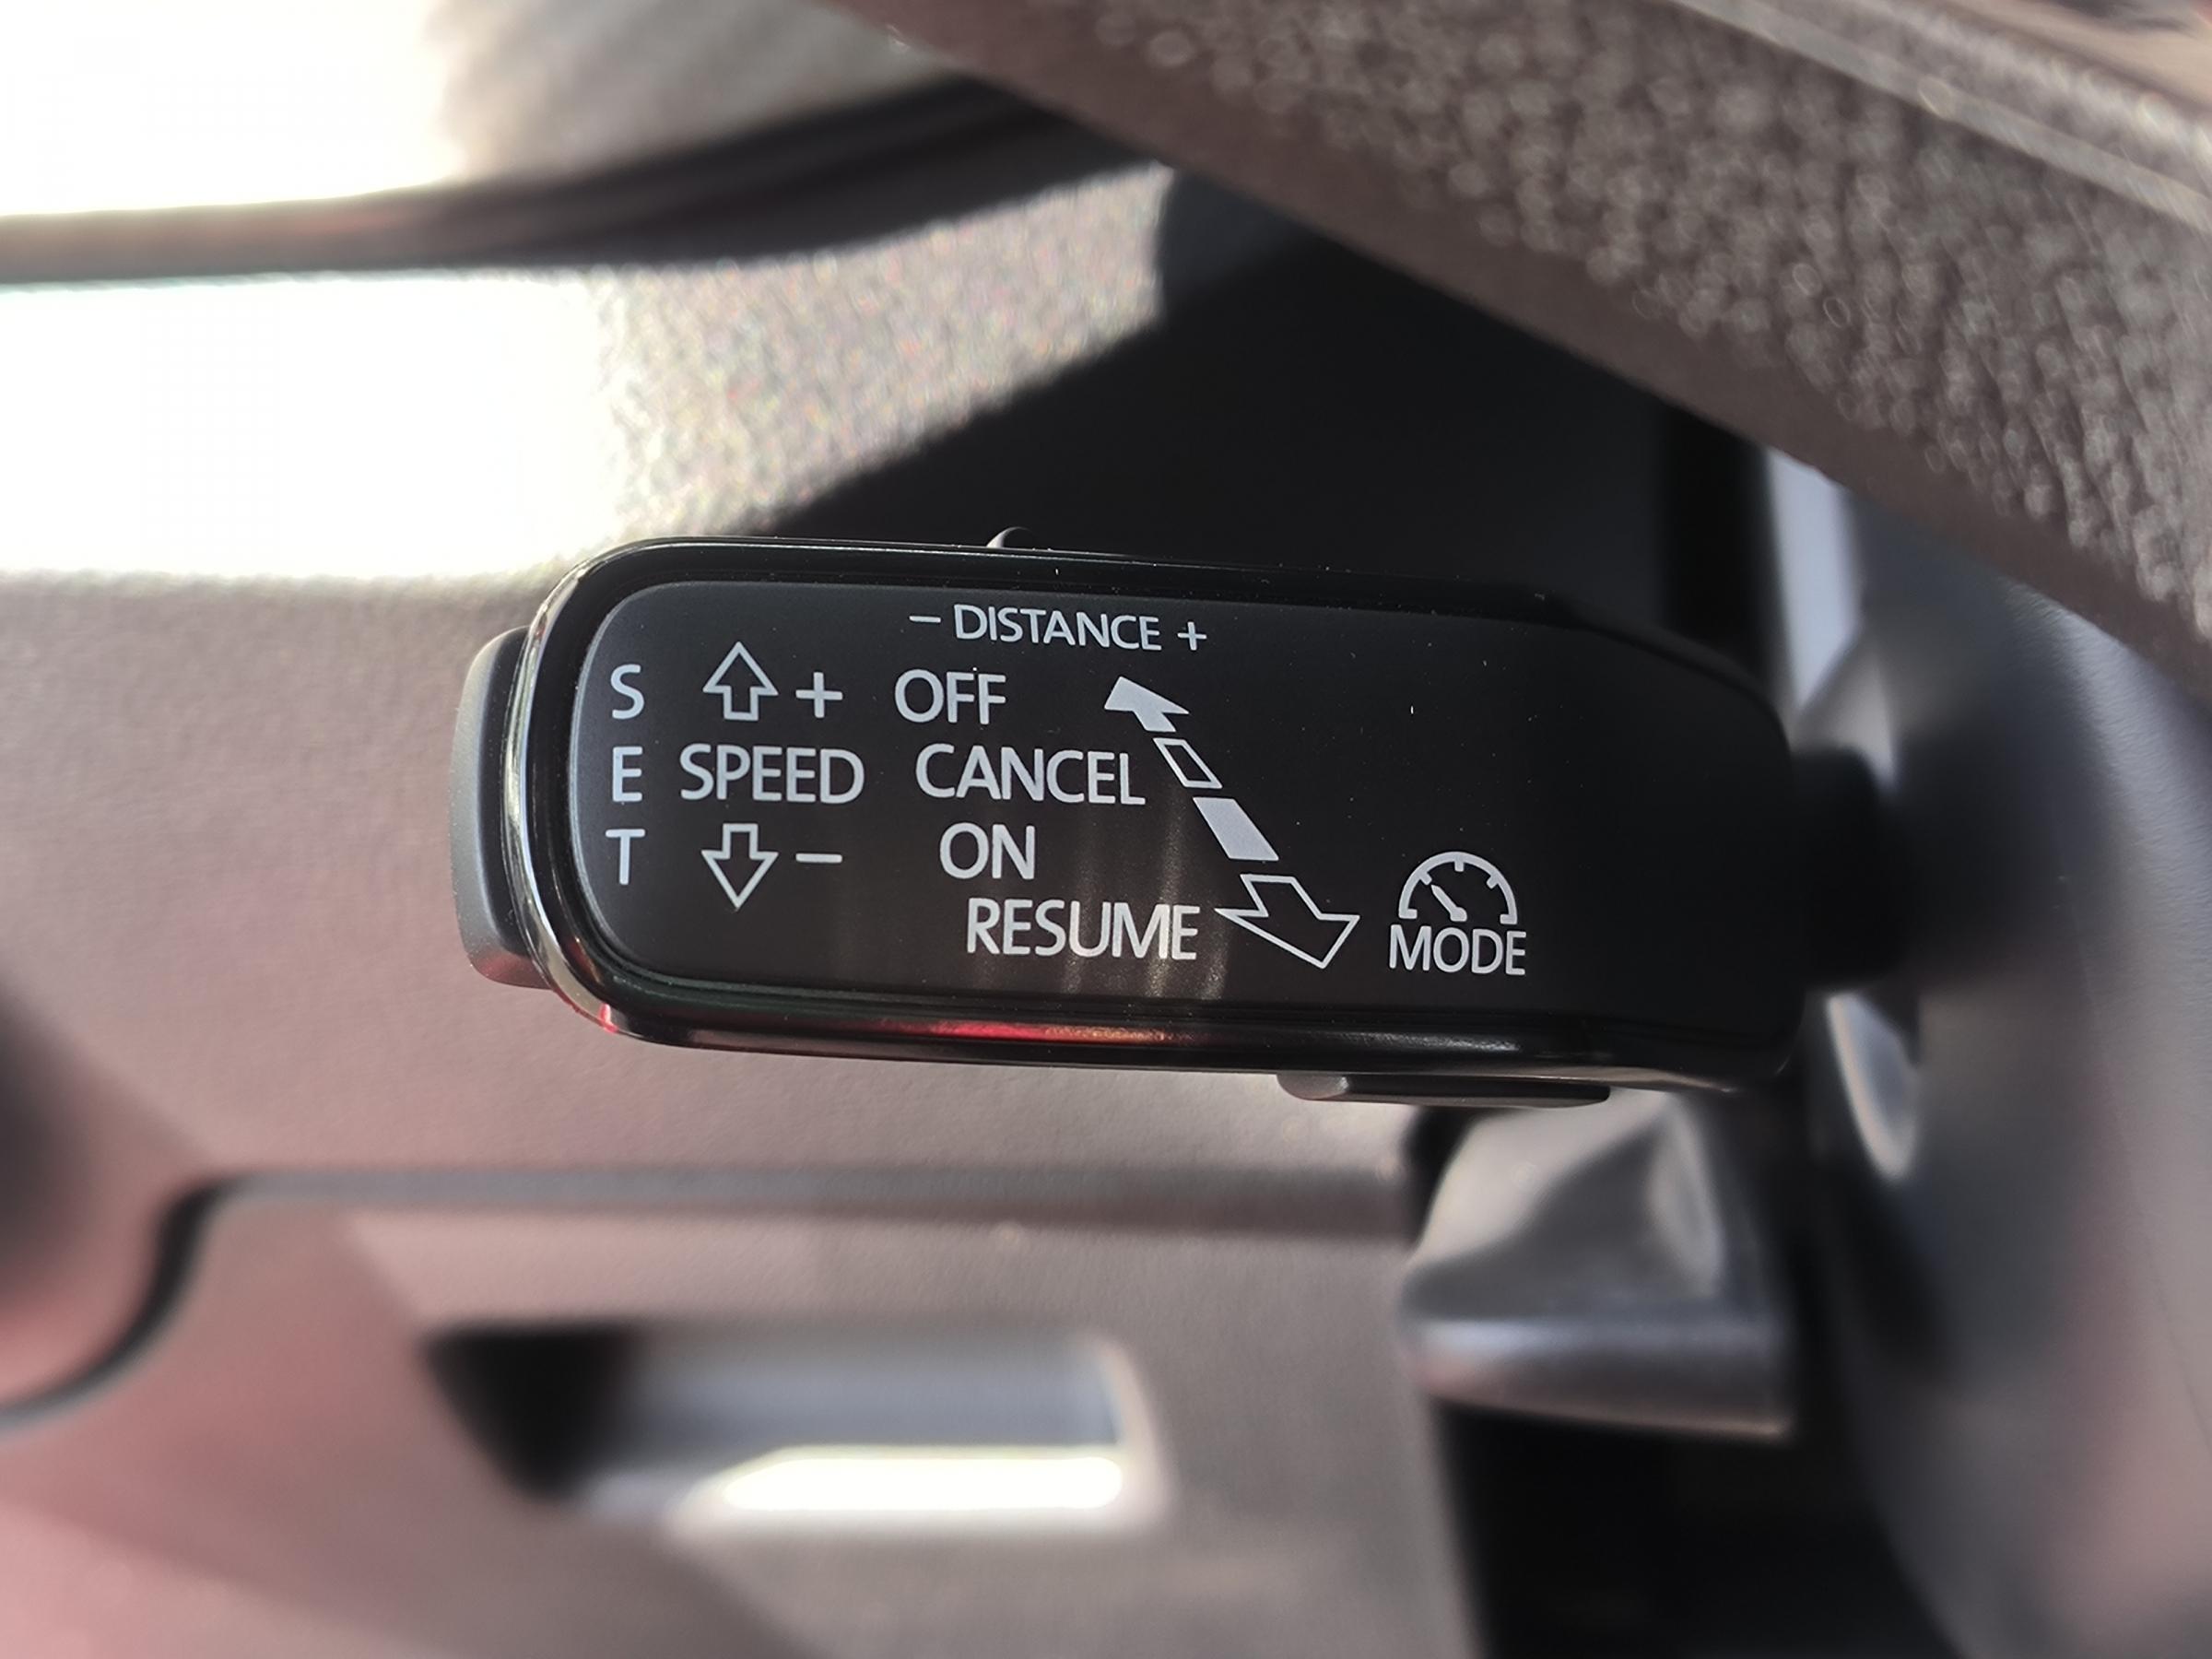 − DISTANCE +
S + OFF
E SPEED CANCEL
T − ON
RESUME
MODE